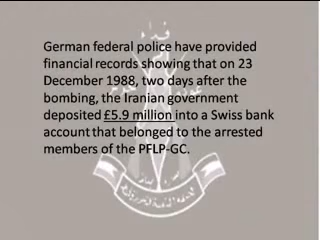 German federal police have provided
financial records showing that on 23
December 1988, two days after the
bombing, the Iranian government
deposited £5.9 million into a Swiss bank
account that belonged to the arrested
members of the PFLP-GC.